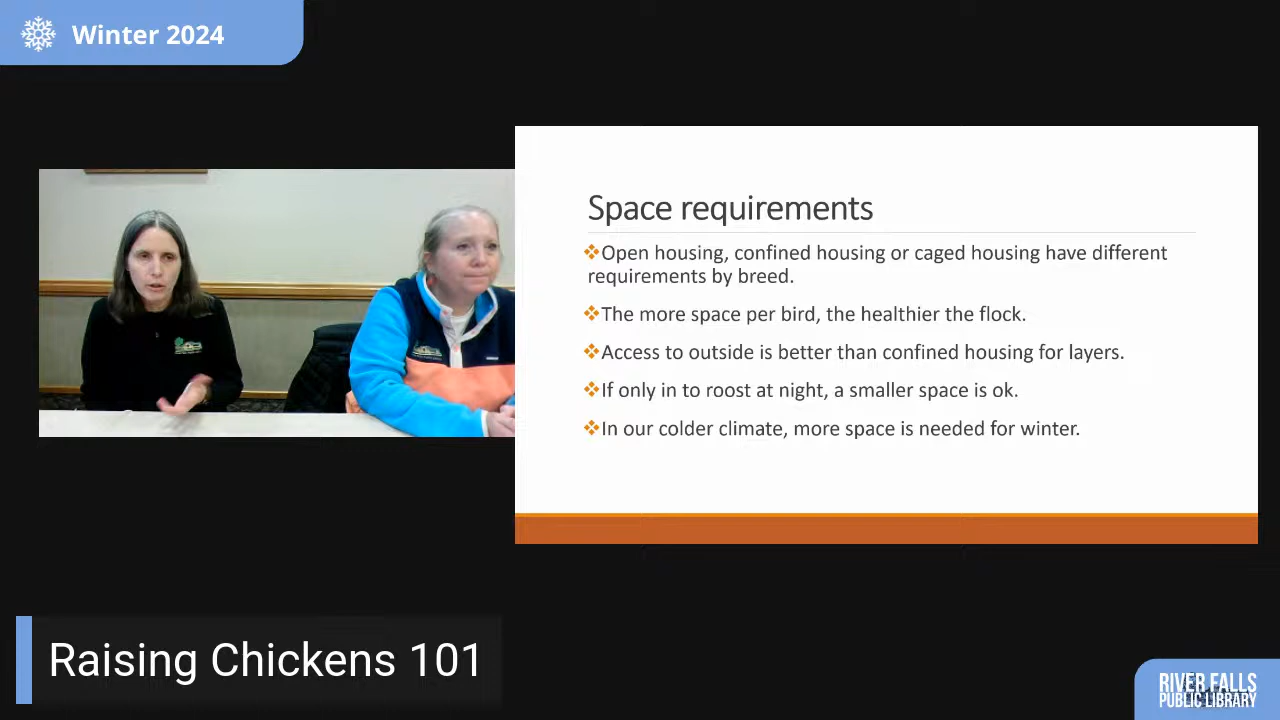 Winter 2024
Space requirements
Open housing, confined housing or caged housing have different
requirements by breed.
The more space per bird, the healthier the flock.
Access to outside is better than confined housing for layers.
If only in to roost at night, a smaller space is ok.
In our colder climate, more space is needed for winter.
Raising Chickens 101
RIVER FALLS
PUBLIC LIBRARY